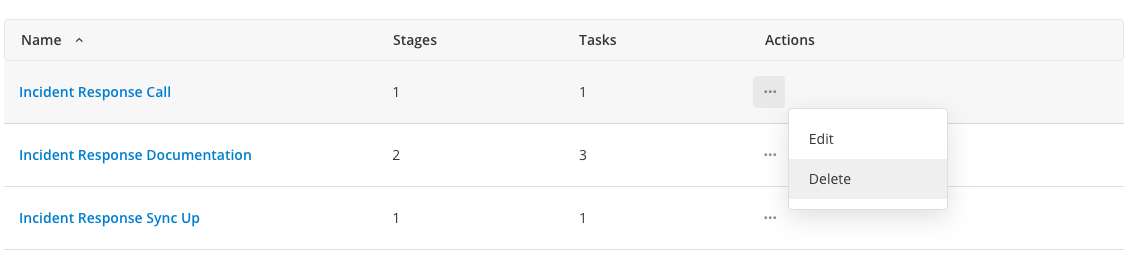 Name Stages Tasks Actions
Incident Response Call 1 1
Edit
Incident Response Documentation 2 3
Delete
Incident Response Sync Up 1 1